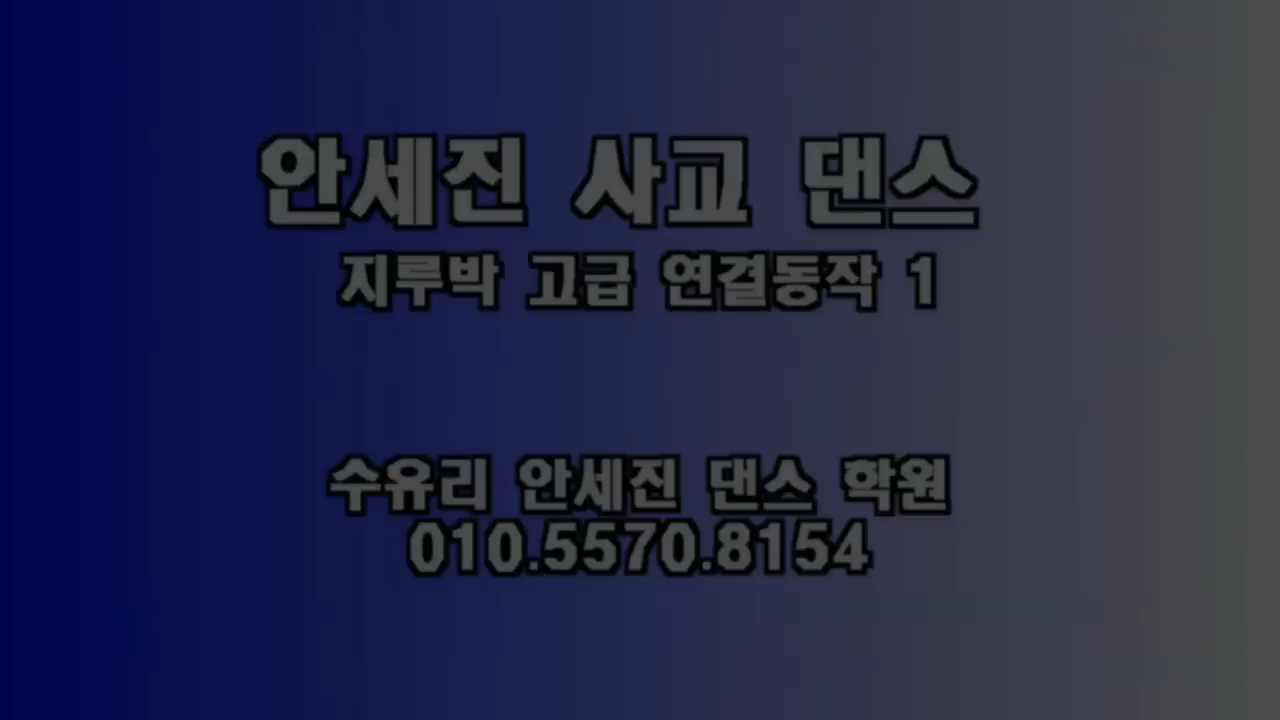 안세진 사교 댄스
지루박 고급 연결동작 1
수유리 안세진 댄스 학원
010.5570.8154